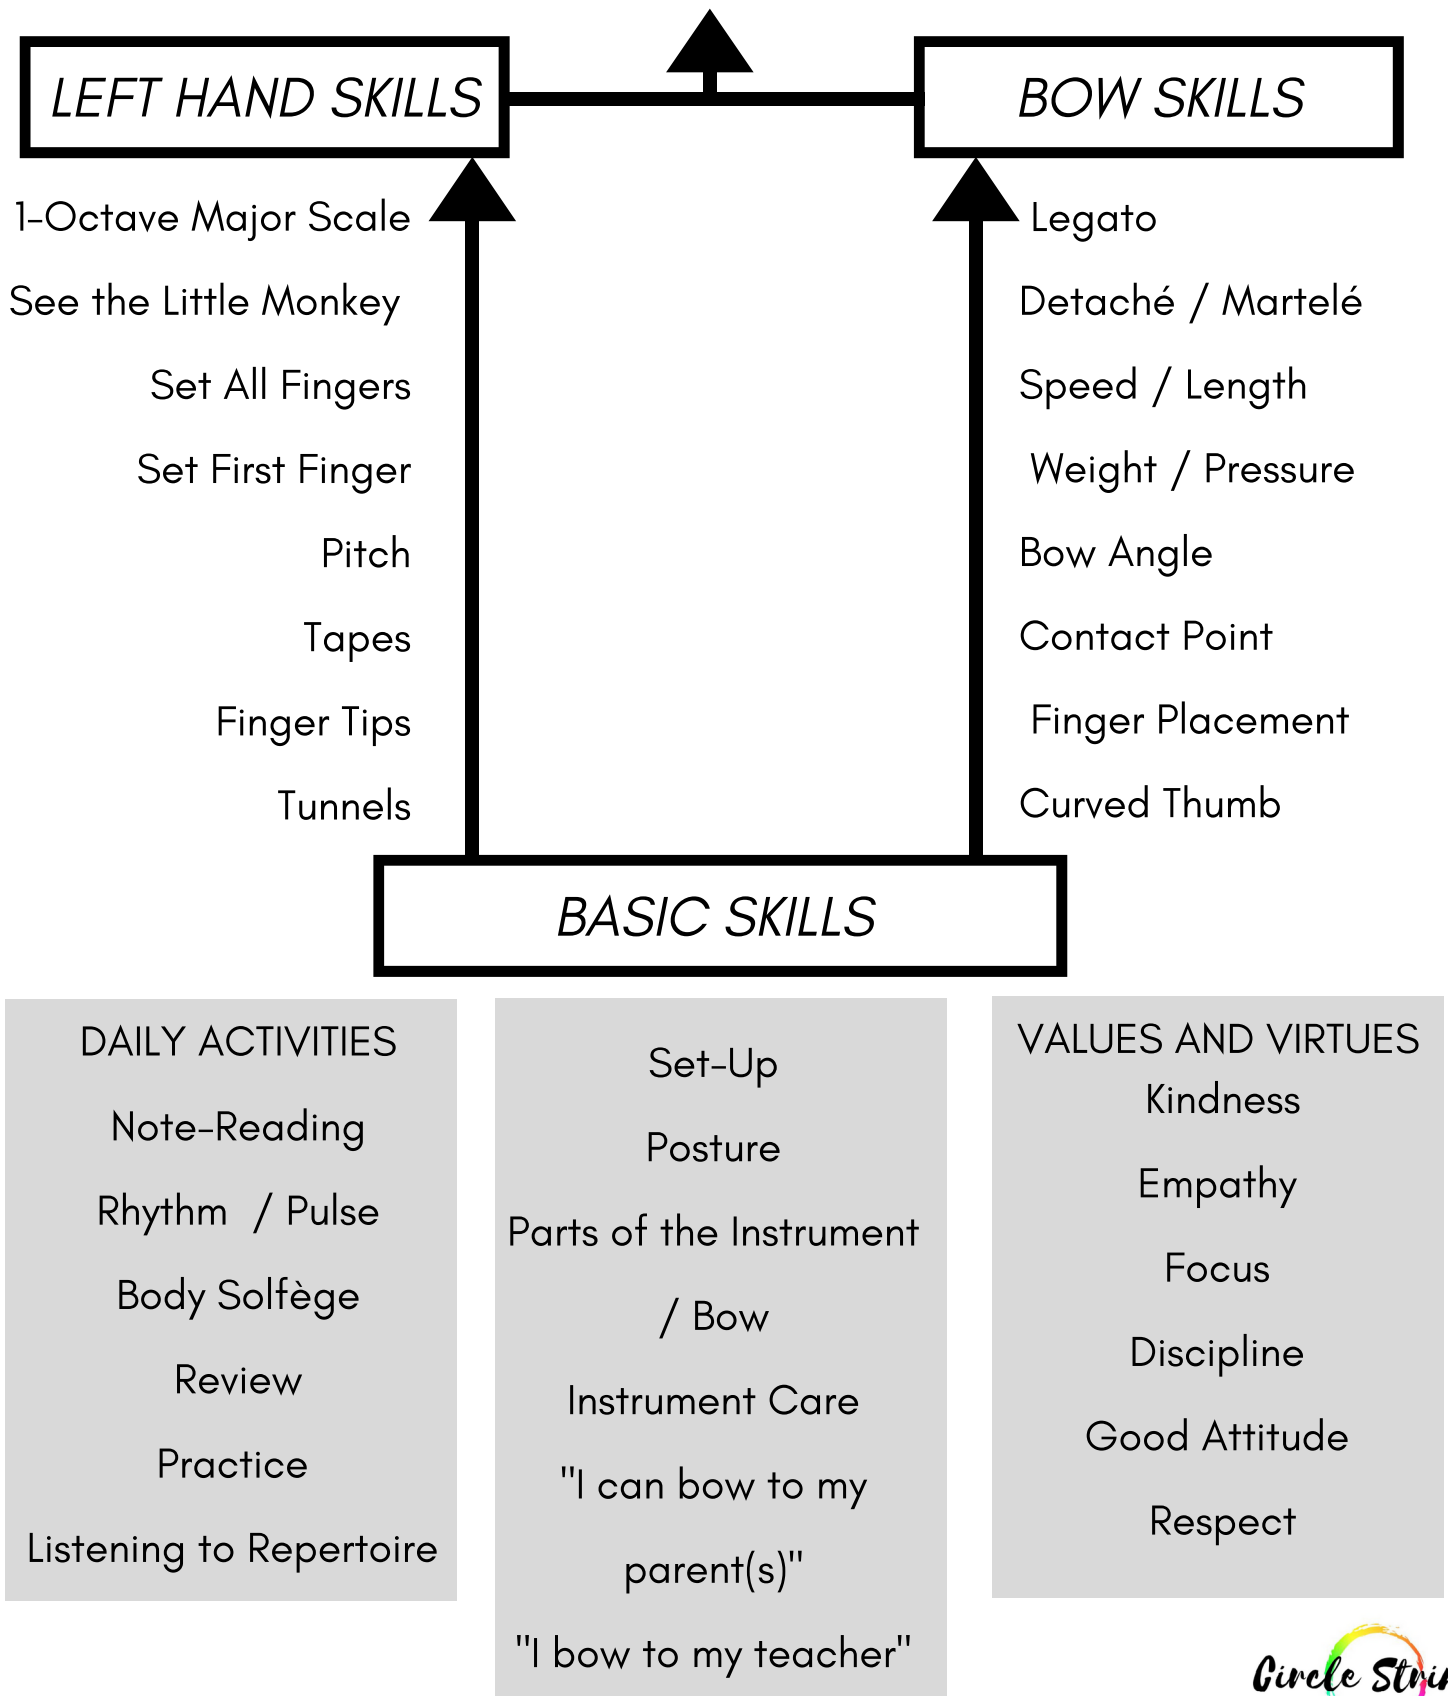 LEFT HAND SKILLS
1-Octave Major Scale
See the Little Monkey
Set All Fingers
Set First Finger
Pitch
Tapes
Finger Tips
Tunnels
BOW SKILLS
Legato
Detaché / Martelé
Speed / Length
Weight / Pressure
Bow Angle
Contact Point
Finger Placement
Curved Thumb
BASIC SKILLS
DAILY ACTIVITIES
Note-Reading
Rhythm / Pulse
Body Solfège
Review
Practice
Listening to Repertoire
Set-Up
Posture
Parts of the Instrument
/ Bow
Instrument Care
"I can bow to my
parent(s)"
"I bow to my teacher"
VALUES AND VIRTUES
Kindness
Empathy
Focus
Discipline
Good Attitude
Respect
Circle